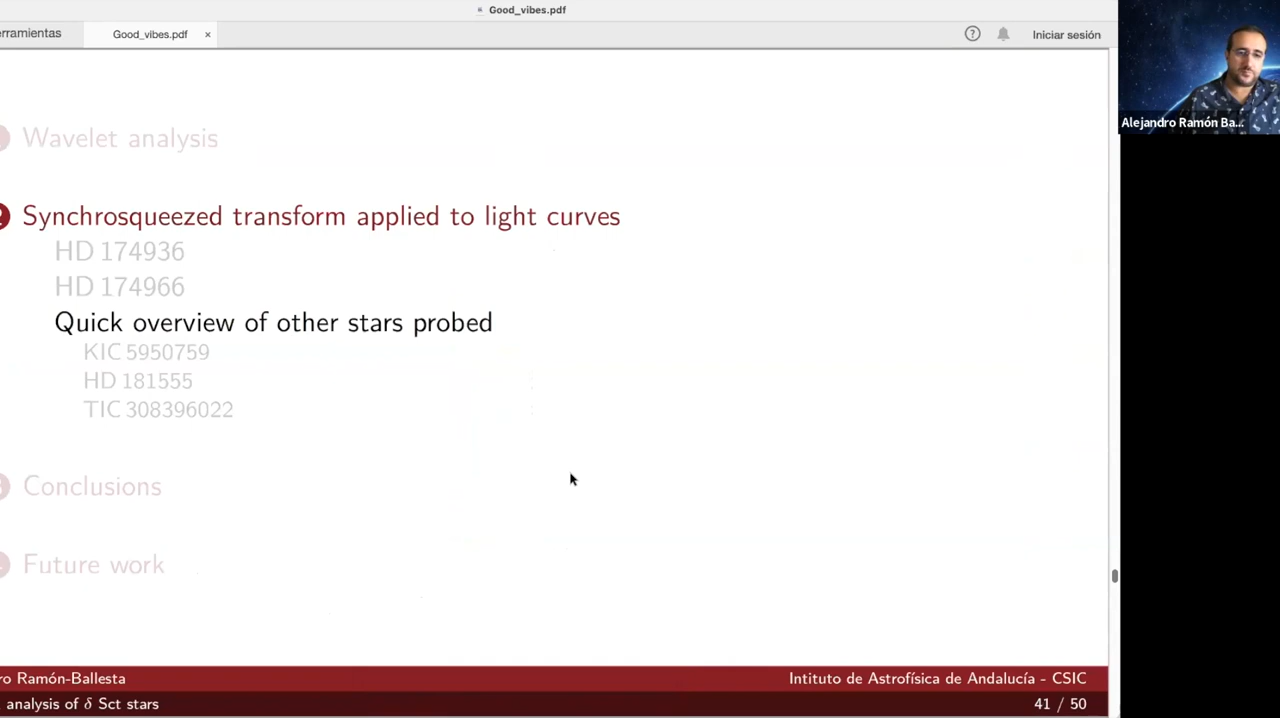 Good_vibes.pdf
erramientas
Good_vibes.pdf ×
? Iniciar sesión
Alejandro Ramón Ba...
Wavelet analysis
2 Synchrosqueezed transform applied to light curves
HD 174936
HD 174966
Quick overview of other stars probed
KIC 5950759
HD 181555
TIC 308396022
Conclusions
Future work
ro Ramón-Ballesta
Intituto de Astrofísica de Andalucía - CSIC
analysis of δ Sct stars
41 / 50